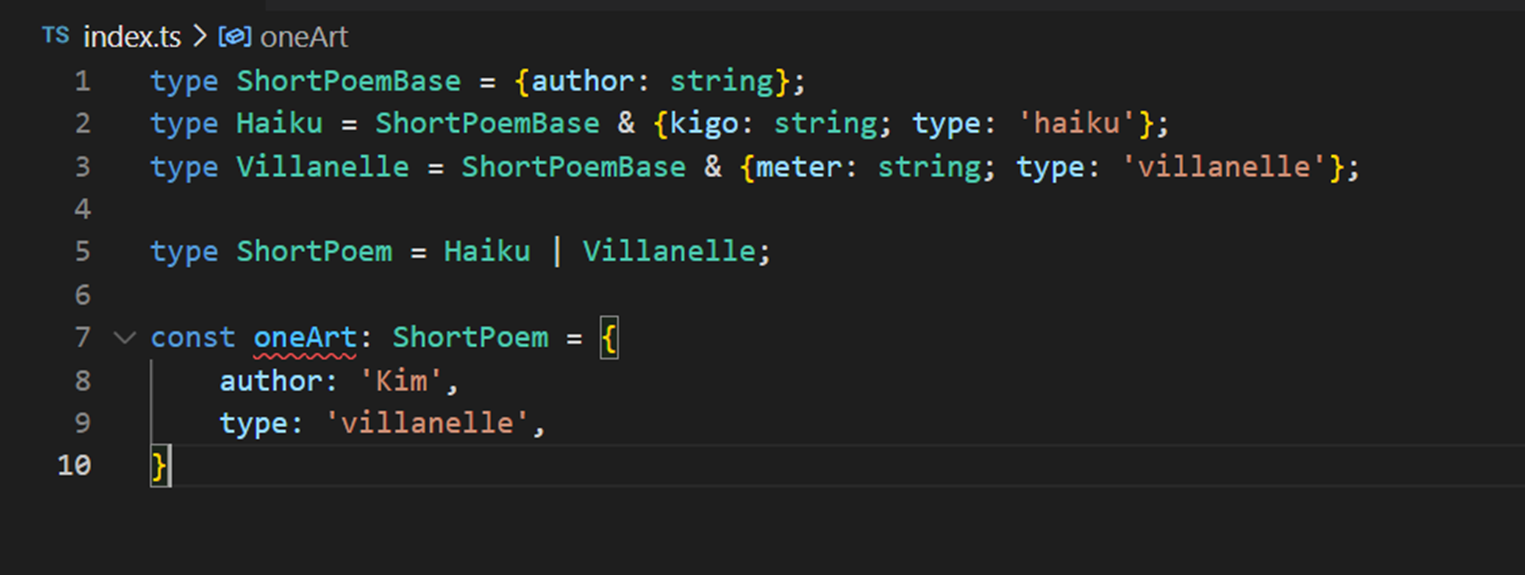 TS index.ts > oneArt
1 type ShortPoemBase = {author: string};
2 type Haiku = ShortPoemBase & {kigo: string; type: 'haiku'};
3 type Villanelle = ShortPoemBase & {meter: string; type: 'villanelle'};
4
5 type ShortPoem = Haiku | Villanelle;
6
7 const oneArt: ShortPoem = {
8     author: 'Kim',
9     type: 'villanelle',
10 }